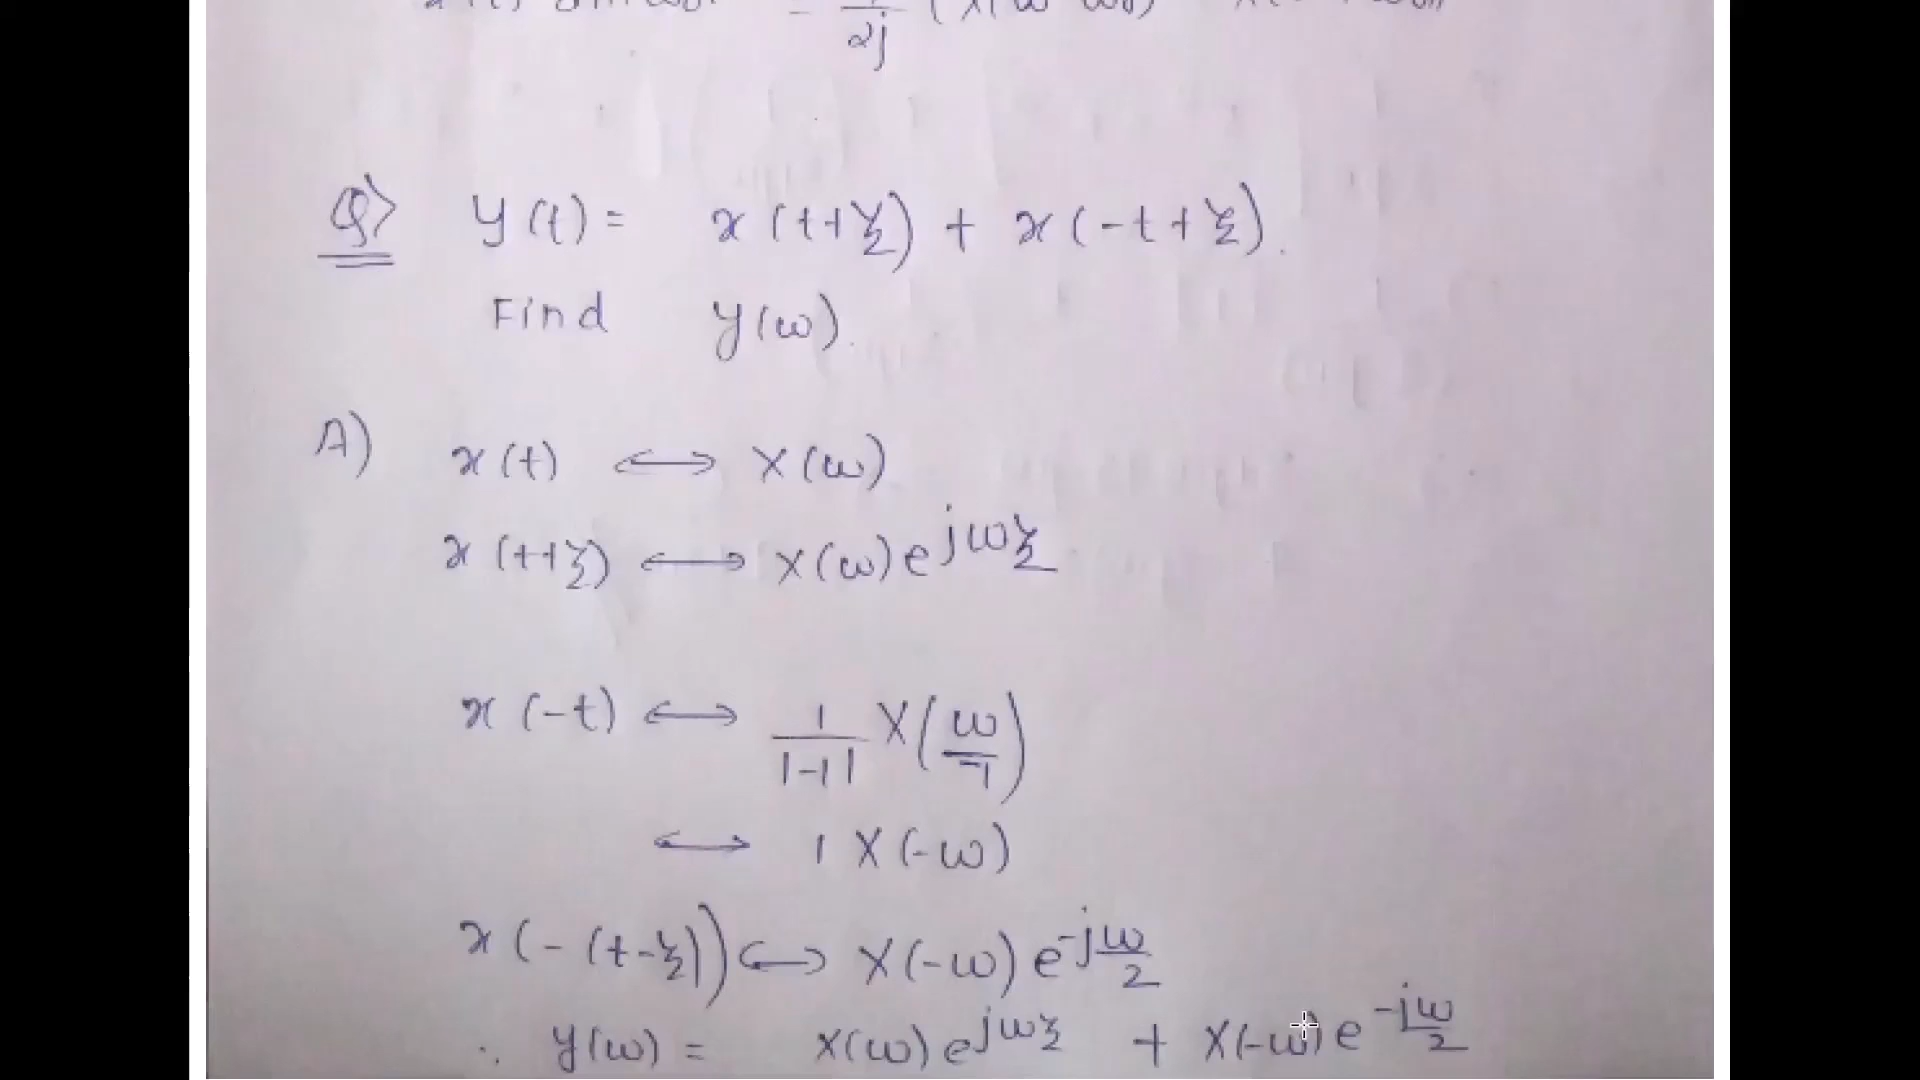 2j
Q> y(t) = x(t+½) + x(-t+½).
Find y(ω).
A) x(t) ⟷ X(ω)
x(t+½) ⟷ X(ω) e^{jω½}
x(-t) ⟷ 1/|-1| X(ω/-1)
⟷ 1 X(-ω)
x(-(t-½)) ⟷ X(-ω) e^{-jω/2}
∴ y(ω) = X(ω) e^{jω½} + X(-ω) e^{-jω/2}